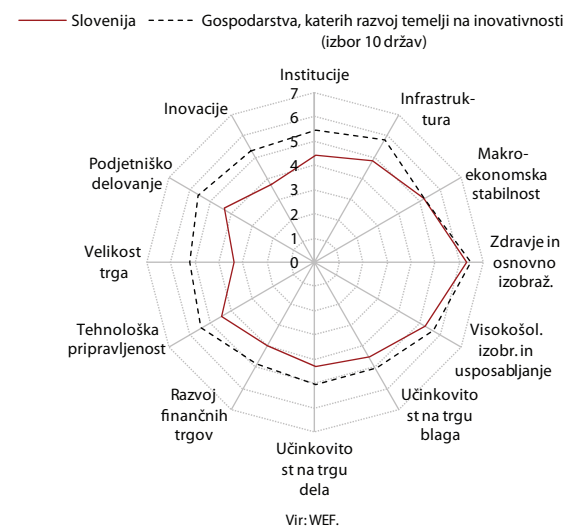 Slovenija
Gospodarstva, katerih razvoj temelji na inovativnosti
(izbor 10 držav)
Institucije
Infrastruk-
tura
Makro-
ekonomska
stabilnost
Zdravje in
osnovno
izobraž.
Visokošol.
izobr. in
usposabljanje
Učinkovito
st na trgu
blaga
Učinkovito
st na trgu
dela
Razvoj
finančnih
trgov
Tehnološka
pripravljenost
Velikost
trga
Podjetniško
delovanje
Inovacije
7
6
5
4
3
2
1
0
Vir: WEF.